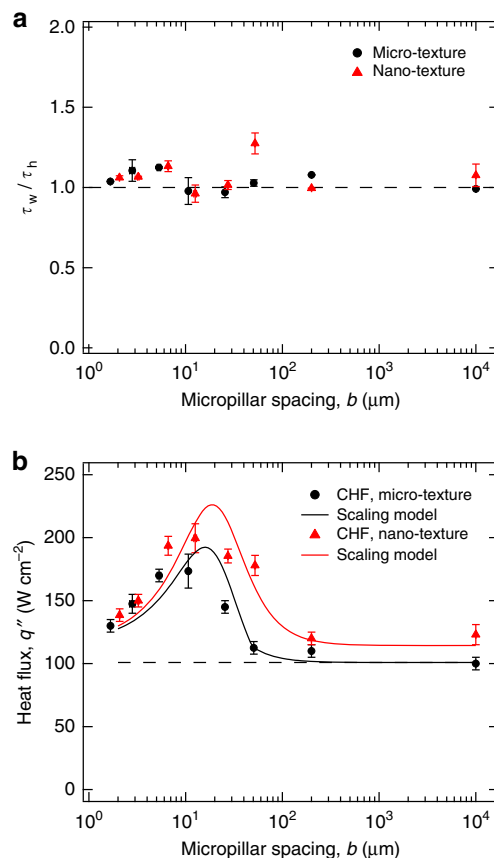 a
2.0
Micro-texture
Nano-texture
1.5
1.0
0.5
0.0
τw / τh
10⁰ 10¹ 10² 10³ 10⁴
Micropillar spacing, b (μm)
b
250
CHF, micro-texture
Scaling model
CHF, nano-texture
Scaling model
200
150
100
50
0
Heat flux, q″ (W cm⁻²)
10⁰ 10¹ 10² 10³ 10⁴
Micropillar spacing, b (μm)